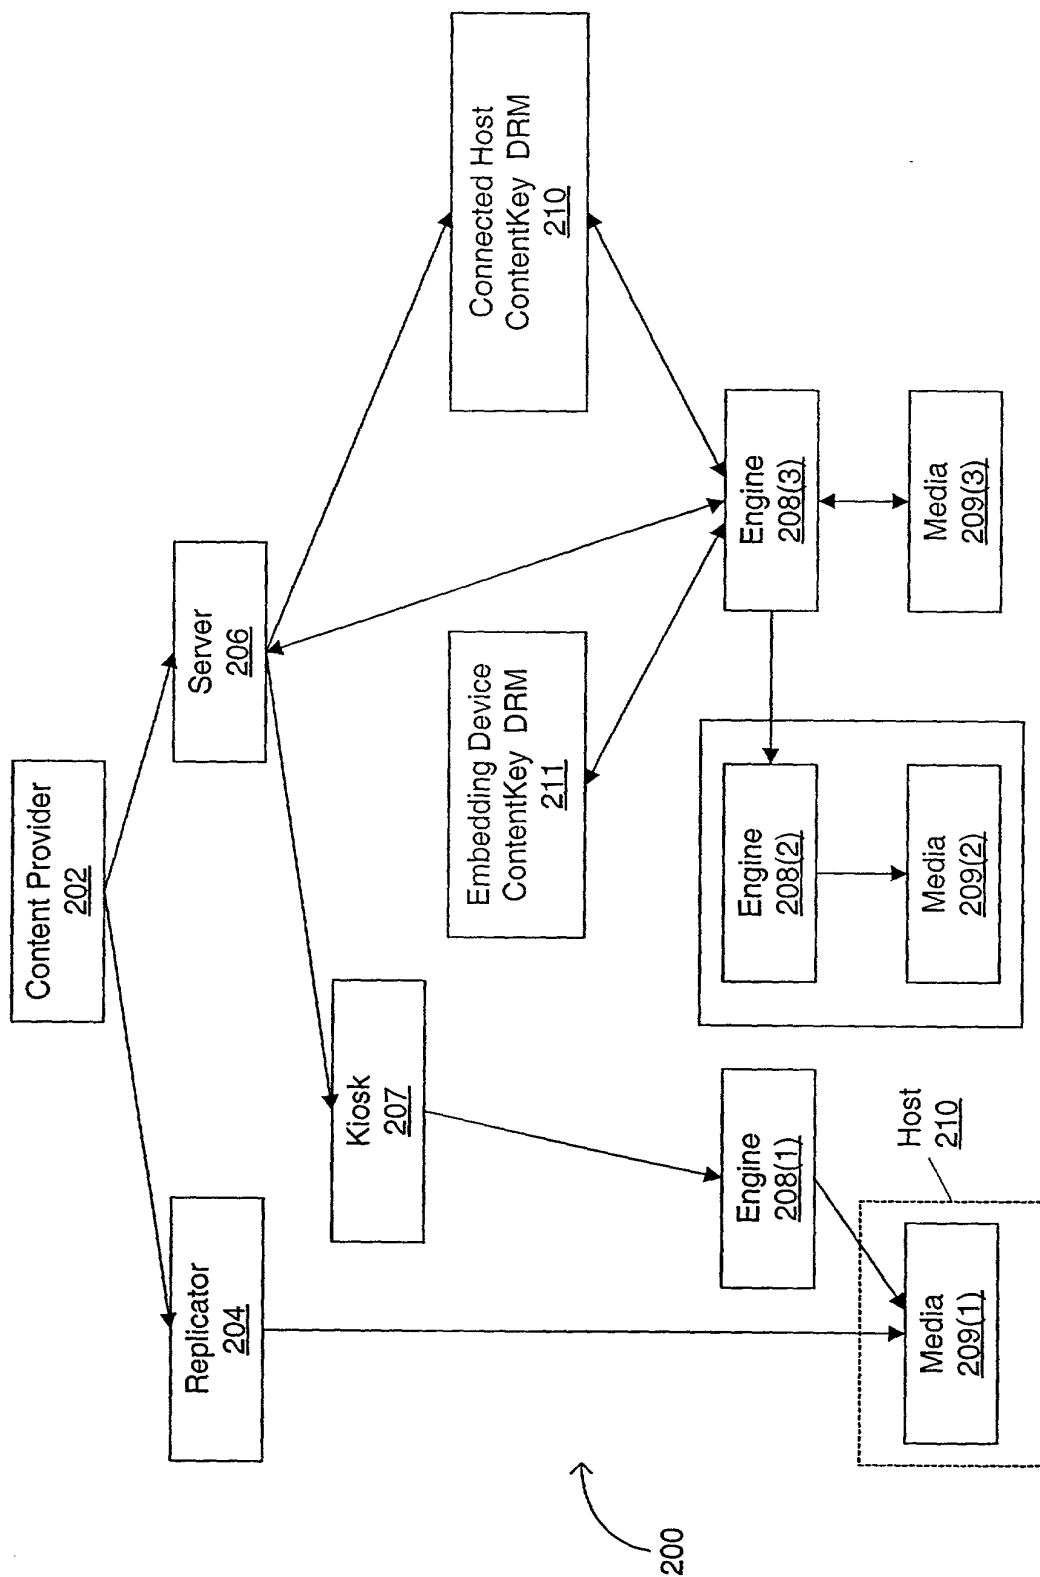 Content Provider
202
Replicator
204
Server
206
Kiosk
207
Embedding Device
ContentKey DRM
211
Connected Host
ContentKey DRM
210
Engine
208(1)
Engine
208(2)
Engine
208(3)
Host
210
Media
209(1)
Media
209(2)
Media
209(3)
200